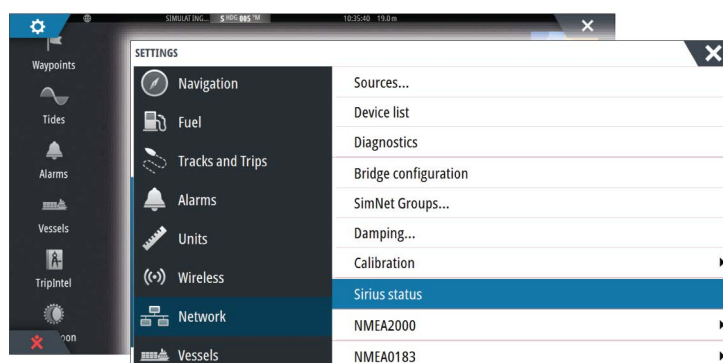 SIMULATING... S HDG 005 °M 10:35:40 19.0 m
Waypoints
Tides
Alarms
Vessels
TripIntel
oon
SETTINGS
Navigation
Fuel
Tracks and Trips
Alarms
Units
Wireless
Network
Vessels
Sources...
Device list
Diagnostics
Bridge configuration
SimNet Groups...
Damping...
Calibration
Sirius status
NMEA2000
NMEA0183